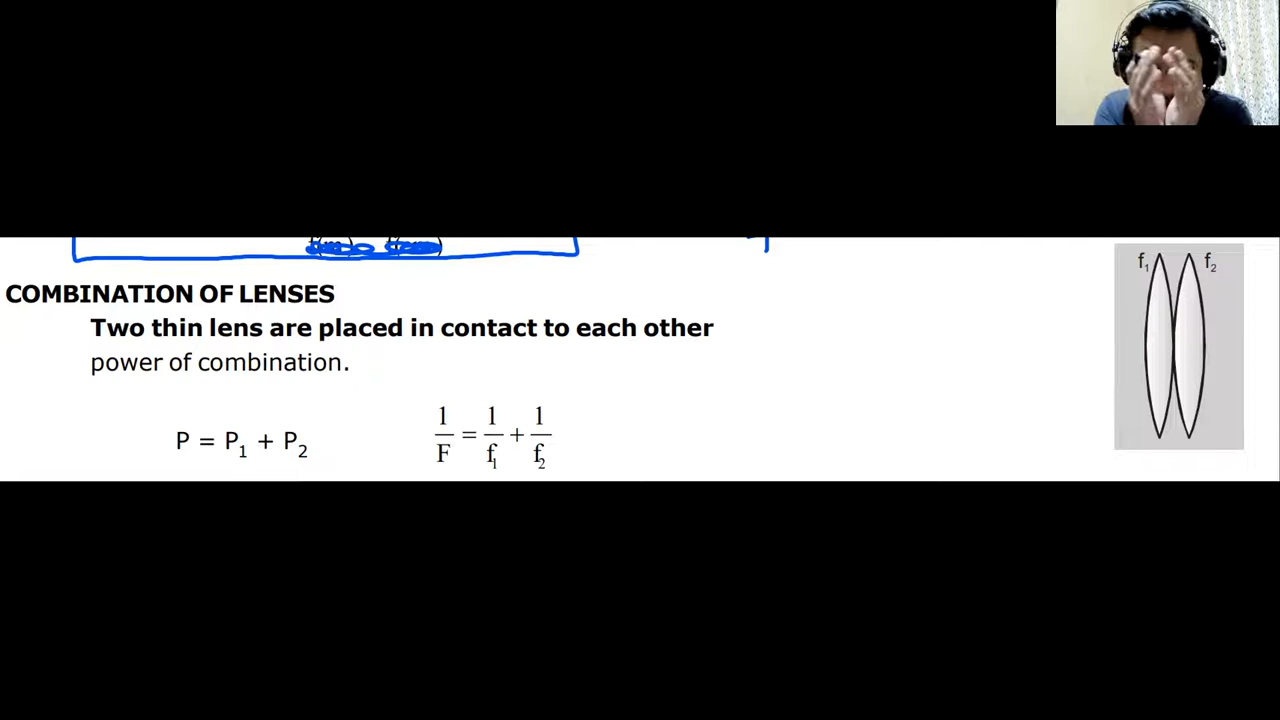 COMBINATION OF LENSES
Two thin lens are placed in contact to each other
power of combination.
P = P₁ + P₂
1/F = 1/f₁ + 1/f₂
f₁ f₂